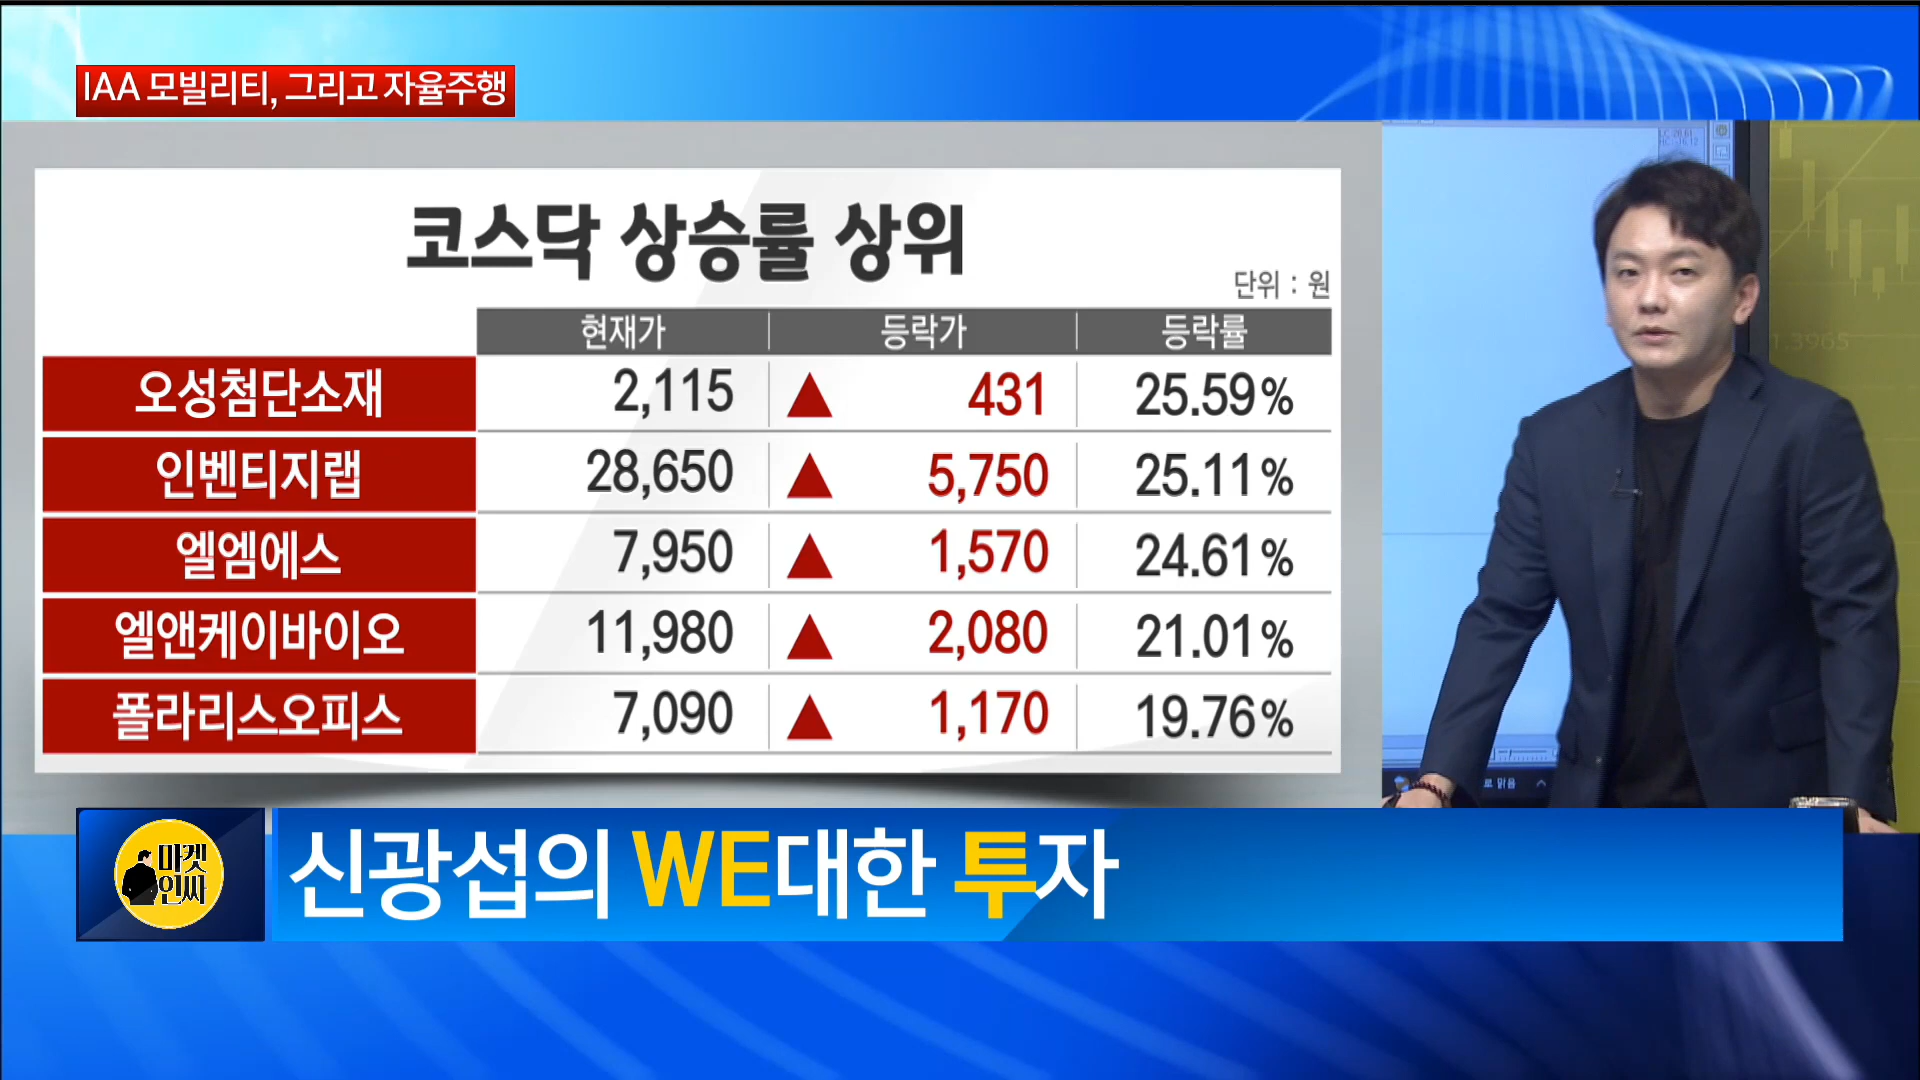 IAA 모빌리티, 그리고 자율주행
코스닥 상승률 상위
단위 : 원
현재가 등락가 등락률
오성첨단소재 2,115 ▲ 431 25.59%
인벤티지랩 28,650 ▲ 5,750 25.11%
엘엠에스 7,950 ▲ 1,570 24.61%
엘앤케이바이오 11,980 ▲ 2,080 21.01%
폴라리스오피스 7,090 ▲ 1,170 19.76%
1.3965
마켓
인싸
신광섭의 WE대한 투자